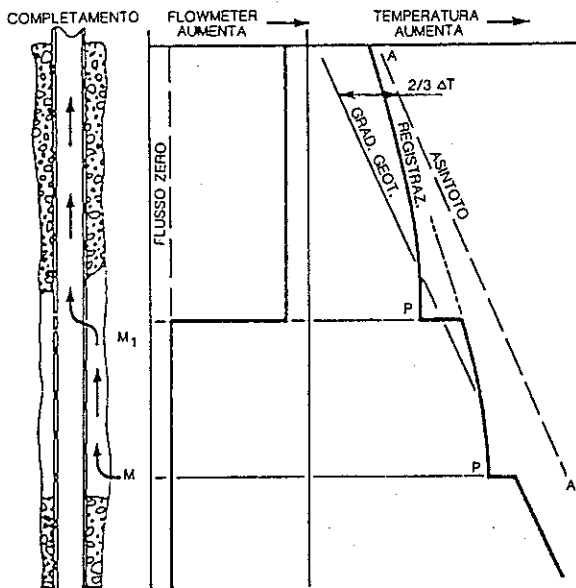 COMPLETAMENTO
FLOWMETER
AUMENTA
TEMPERATURA
AUMENTA
A
2/3 ΔT
GRAD. GEOT.
REGISTRAZ.
ASINTOTO
FLUSSO ZERO
P
M₁
P
M
A